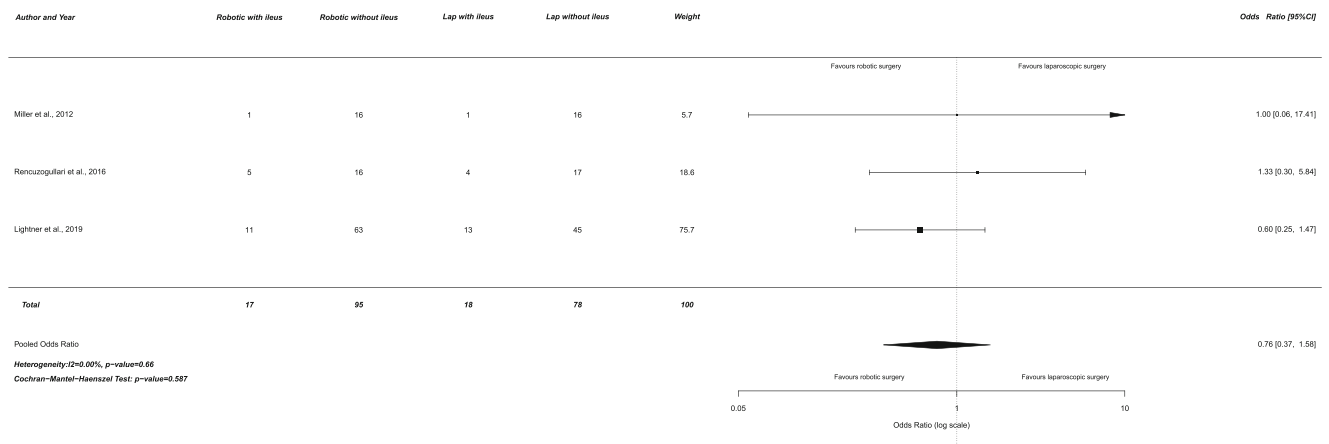 Author and Year Robotic with ileus Robotic without ileus Lap with ileus Lap without ileus Weight Odds Ratio [95%CI]
Favours robotic surgery Favours laparoscopic surgery
Miller et al., 2012 1 16 1 16 5.7 1.00 [0.06, 17.41]
Rencuzogullari et al., 2016 5 16 4 17 18.6 1.33 [0.30, 5.84]
Lightner et al., 2019 11 63 13 45 75.7 0.60 [0.25, 1.47]
Total 17 95 18 78 100
Pooled Odds Ratio 0.76 [0.37, 1.58]
Heterogeneity:I2=0.00%, p−value=0.66
Cochran−Mantel−Haenszel Test: p−value=0.587
Favours robotic surgery Favours laparoscopic surgery
0.05 1 10
Odds Ratio (log scale)